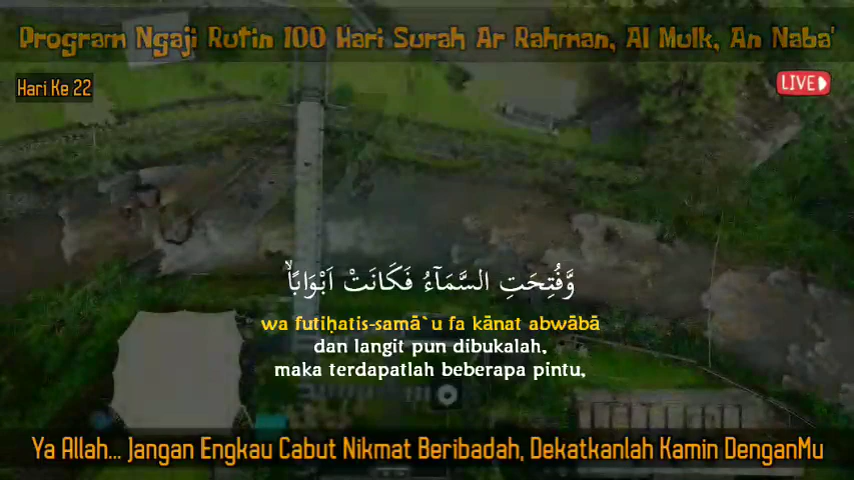 Program Ngaji Rutin 100 Hari Surah Ar Rahman, Al Mulk, An Naba'
Hari Ke 22
LIVE
وَّفُتِحَتِ السَّمَاۤءُ فَكَانَتْ اَبْوَابًاۙ
wa futiḥatis-samā`u fa kānat abwābā
dan langit pun dibukalah,
maka terdapatlah beberapa pintu,
Ya Allah... Jangan Engkau Cabut Nikmat Beribadah, Dekatkanlah Kamin DenganMu